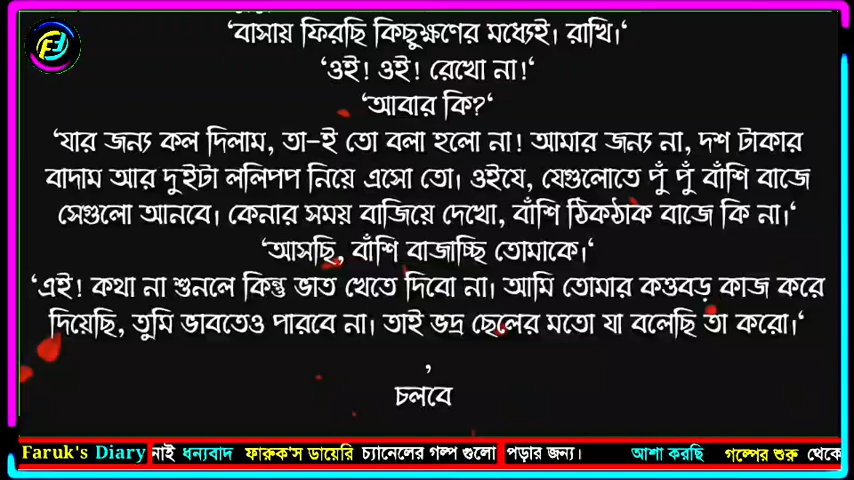 ‘বাসায় ফিরছি কিছুক্ষণের মধ্যেই। রাখি।‘
‘ওই! ওই! রেখো না!‘
‘আবার কি?‘
‘যার জন্য কল দিলাম, তা-ই তো বলা হলো না! আমার জন্য না, দশ টাকার
বাদাম আর দুইটা ললিপপ নিয়ে এসো তো। ওইযে, যেগুলোতে পুঁ পুঁ বাঁশি বাজে
সেগুলো আনবে। কেনার সময় বাজিয়ে দেখো, বাঁশি ঠিকঠাক বাজে কি না।‘
‘আসছি, বাঁশি বাজাচ্ছি তোমাকে।‘
‘এই! কথা না শুনলে কিন্তু ভাত খেতে দিবো না। আমি তোমার কত্তবড় কাজ করে
দিয়েছি, তুমি ভাবতেও পারবে না। তাই ভদ্র ছেলের মতো যা বলেছি তা করো।‘
,
চলবে
Faruk's Diary নাই ধন্যবাদ ফারুক'স ডায়েরি চ্যানেলের গল্প গুলো পড়ার জন্য। আশা করছি গল্পের শুরু থেকে